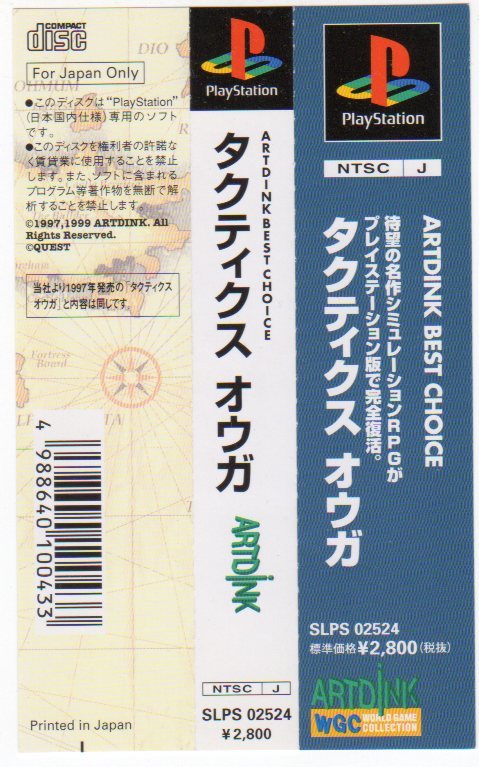 COMPACT
disc
For Japan Only
●このディスクは"PlayStation"
(日本国内仕様)専用のソフト
です。
●このディスクを権利者の許諾な
く賃貸業に使用することを禁止
します。また、ソフトに含まれる
プログラム等著作物を無断で解
析することを禁止します。
©1997,1999 ARTDINK. All
Rights Reserved.
©QUEST
当社より1997年発売の「タクティクス
オウガ」と内容は同じです。
DIO
Fortress
Board
4 988640 100433
Printed in Japan
PlayStation
ARTDINK BEST CHOICE
タクティクス オウガ
ARTDINK
NTSC J
SLPS 02524
¥2,800
PlayStation
NTSC J
ARTDINK BEST CHOICE
待望の名作シミュレーションRPGが
プレイステーション版で完全復活。
タクティクス オウガ
SLPS 02524
標準価格¥2,800(税抜)
ARTDINK
WGC WORLD GAME
COLLECTION